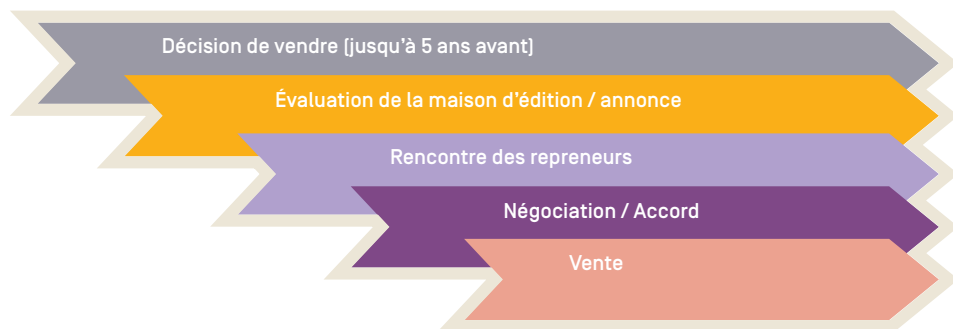 Décision de vendre (jusqu'à 5 ans avant)
Évaluation de la maison d'édition / annonce
Rencontre des repreneurs
Négociation / Accord
Vente